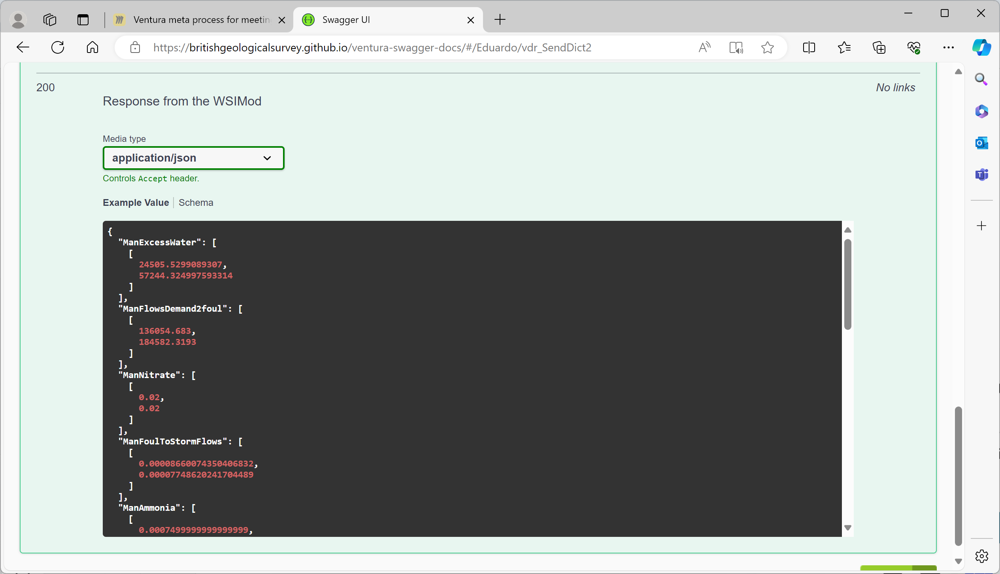 Ventura meta process for meetin
Swagger UI
https://britishgeologicalsurvey.github.io/ventura-swagger-docs/#/Eduardo/vdr_SendDict2
200
No links
Response from the WSIMod
Media type
application/json
Controls Accept header.
Example Value
Schema
{
"ManExcessWater": [
[
24505.5299089307,
57244.324997593314
]
],
"ManFlowsDemand2foul": [
[
136054.683,
184582.3193
]
],
"ManNitrate": [
[
0.02,
0.02
]
],
"ManFoulToStormFlows": [
[
0.00008660074350406832,
0.00007748620241704489
]
],
"ManAmmonia": [
[
0.0007499999999999999,